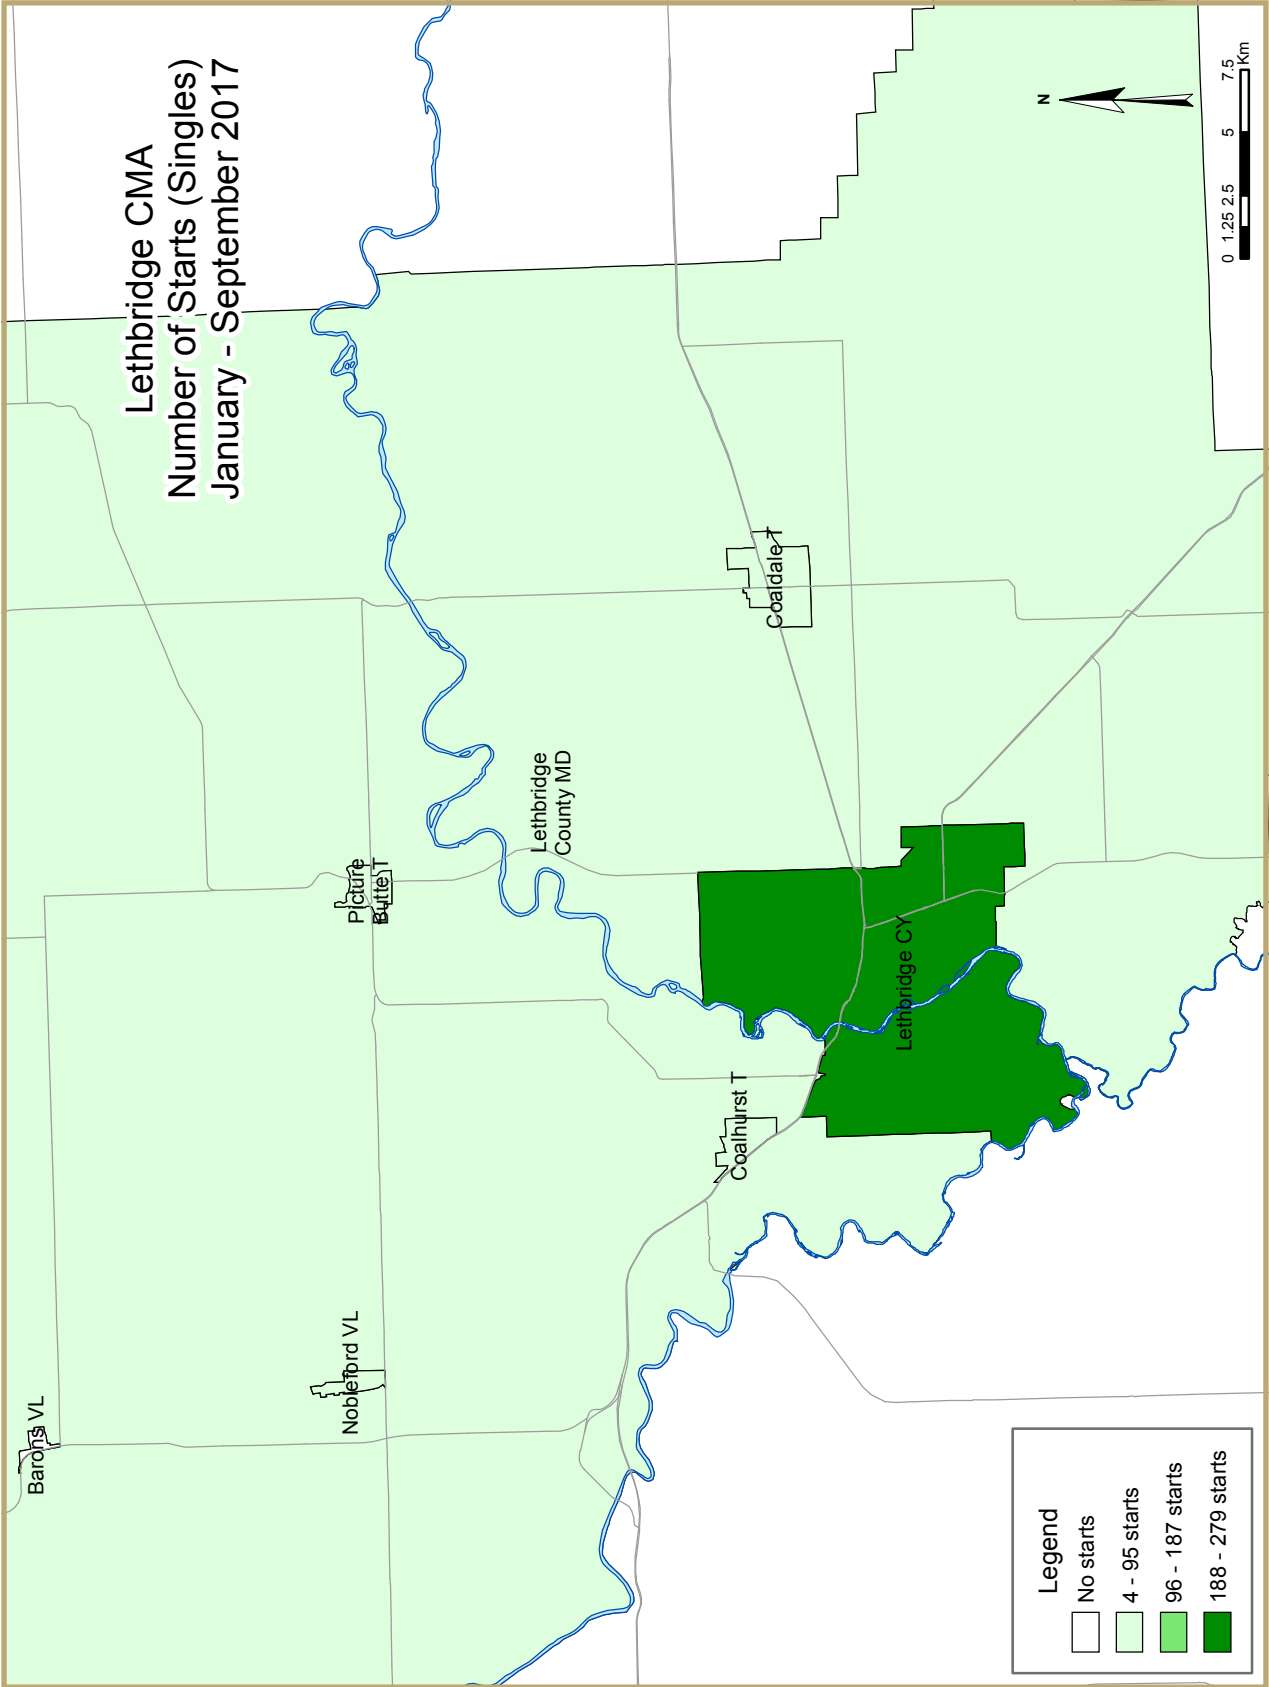 Lethbridge CMA
Number of Starts (Singles)
January - September 2017
Barons VL
Nobleford VL
Picture
Butte T
Lethbridge
County MD
Coalhurst T
Coaldale T
Lethbridge CY
Legend
No starts
4 - 95 starts
96 - 187 starts
188 - 279 starts
N
0 1.25 2.5 5 7.5
Km